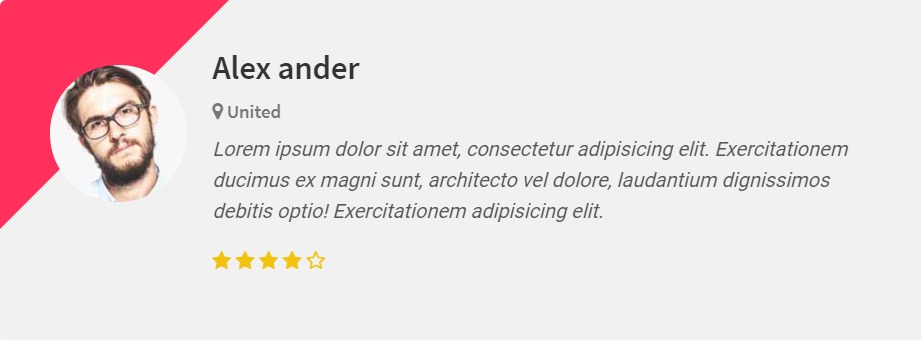 Alex ander
United
Lorem ipsum dolor sit amet, consectetur adipisicing elit. Exercitationem
ducimus ex magni sunt, architecto vel dolore, laudantium dignissimos
debitis optio! Exercitationem adipisicing elit.